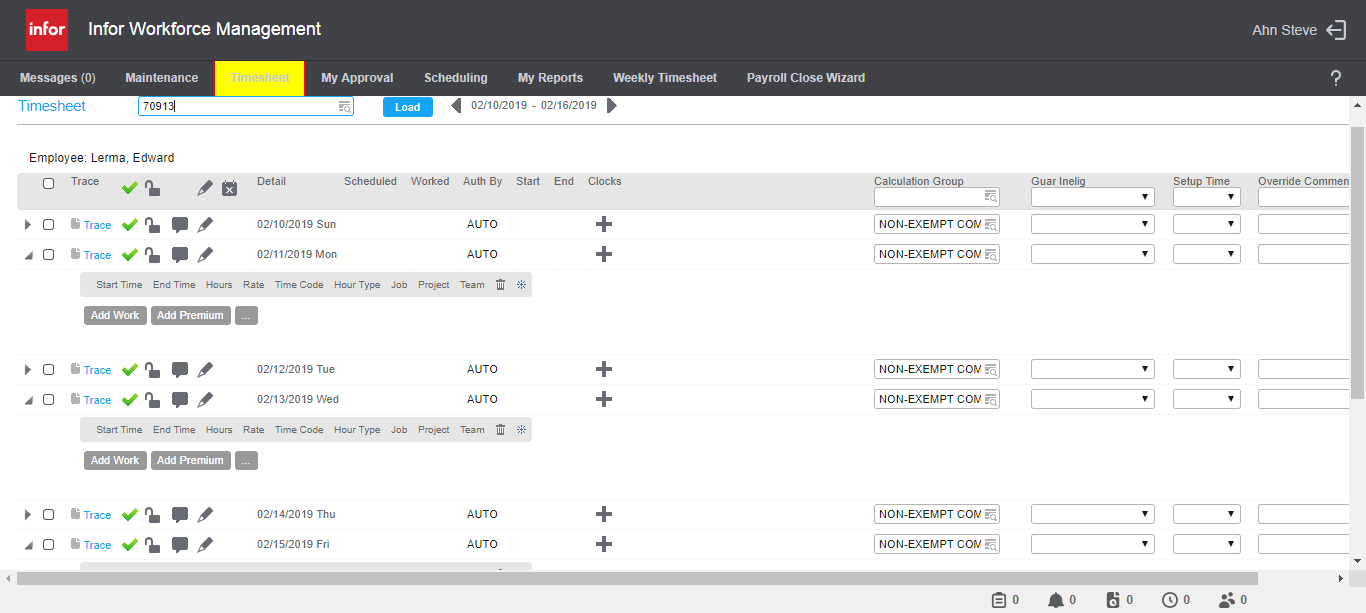 infor Infor Workforce Management Ahn Steve
Messages (0) Maintenance Timesheet My Approval Scheduling My Reports Weekly Timesheet Payroll Close Wizard ?
Timesheet 70913 Load 02/10/2019 - 02/16/2019
Employee: Lerma, Edward
Trace Detail Scheduled Worked Auth By Start End Clocks Calculation Group Guar Inelig Setup Time Override Commen
Trace 02/10/2019 Sun AUTO NON-EXEMPT COM
Trace 02/11/2019 Mon AUTO NON-EXEMPT COM
Start Time End Time Hours Rate Time Code Hour Type Job Project Team
Add Work Add Premium ...
Trace 02/12/2019 Tue AUTO NON-EXEMPT COM
Trace 02/13/2019 Wed AUTO NON-EXEMPT COM
Start Time End Time Hours Rate Time Code Hour Type Job Project Team
Add Work Add Premium ...
Trace 02/14/2019 Thu AUTO NON-EXEMPT COM
Trace 02/15/2019 Fri AUTO NON-EXEMPT COM
0 0 0 0 0